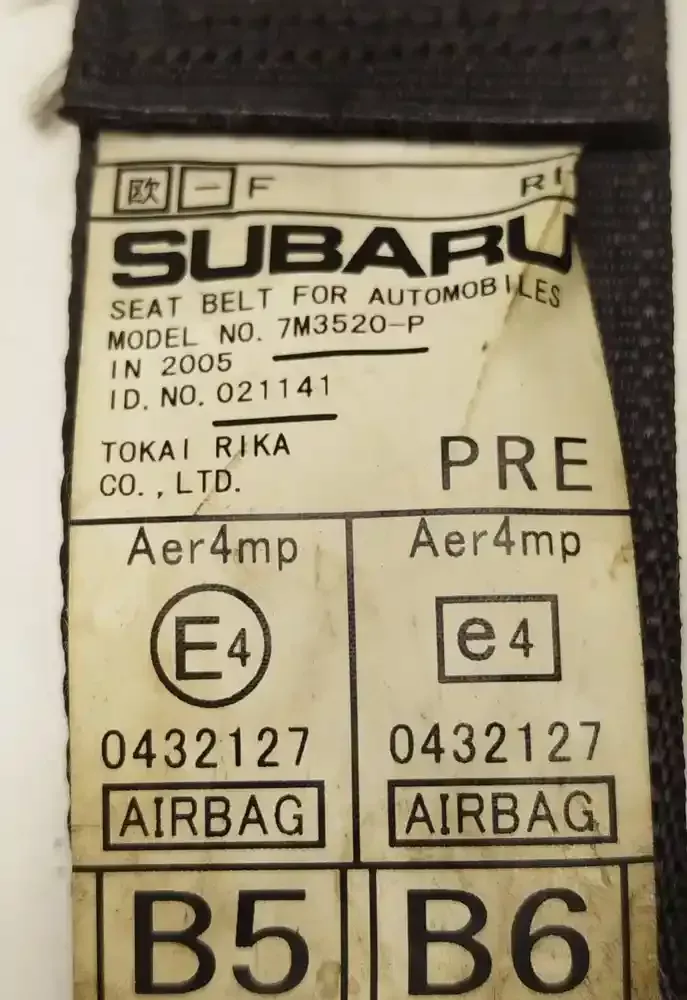 欧 一 F
SUBARU
SEAT BELT FOR AUTOMOBILES
MODEL NO. 7M3520-P
IN 2005
ID. NO. 021141
TOKAI RIKA
CO., LTD.
PRE
Aer4mp Aer4mp
E4 e4
0432127 0432127
AIRBAG AIRBAG
B5 B6